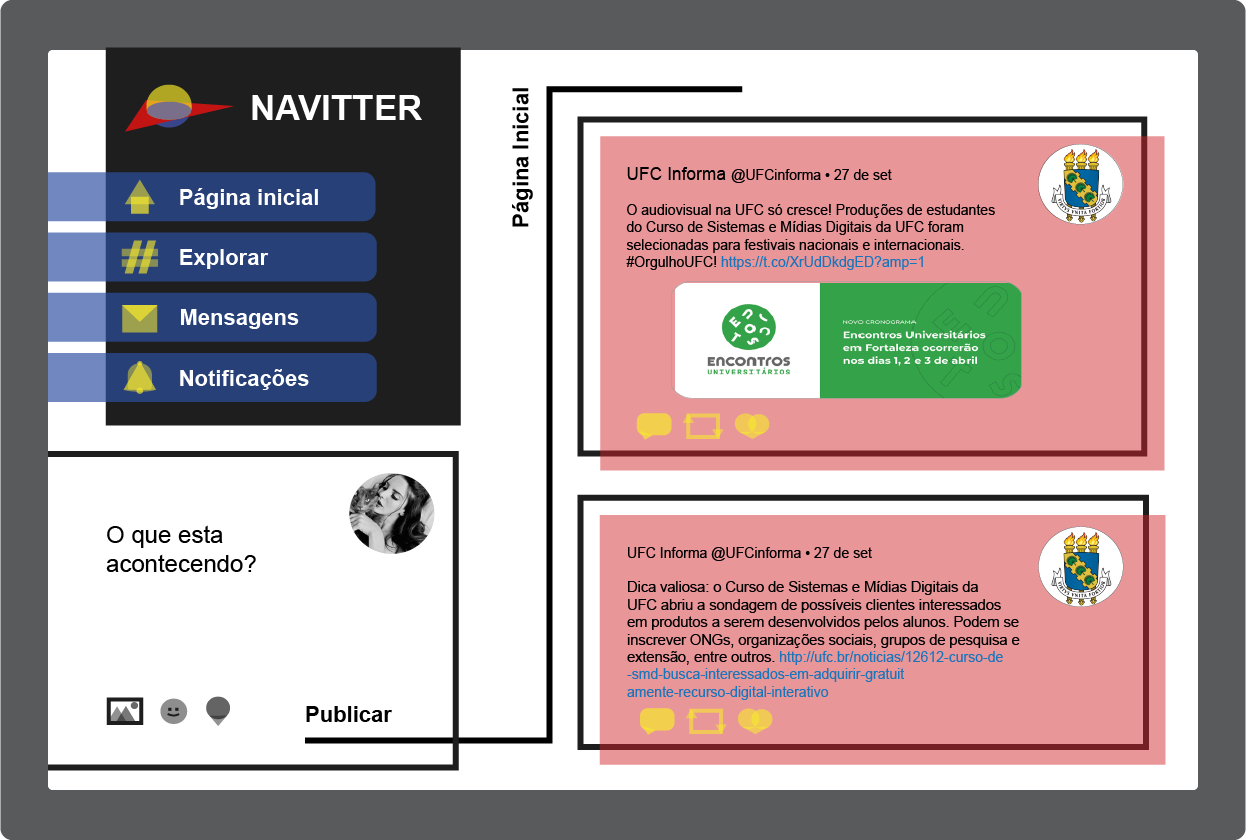 NAVITTER
Página inicial
Explorar
Mensagens
Notificações
O que esta
acontecendo?
Publicar
Página Inicial
UFC Informa @UFCinforma • 27 de set
O audiovisual na UFC só cresce! Produções de estudantes
do Curso de Sistemas e Mídias Digitais da UFC foram
selecionadas para festivais nacionais e internacionais.
#OrgulhoUFC! https://t.co/XrUdDkdgED?amp=1
ENCONTROS
UNIVERSITÁRIOS
NOVO CRONOGRAMA
Encontros Universitários
em Fortaleza ocorrerão
nos dias 1, 2 e 3 de abril
UFC Informa @UFCinforma • 27 de set
Dica valiosa: o Curso de Sistemas e Mídias Digitais da
UFC abriu a sondagem de possíveis clientes interessados
em produtos a serem desenvolvidos pelos alunos. Podem se
inscrever ONGs, organizações sociais, grupos de pesquisa e
extensão, entre outros. http://ufc.br/noticias/12612-curso-de
-smd-busca-interessados-em-adquirir-gratuit
amente-recurso-digital-interativo